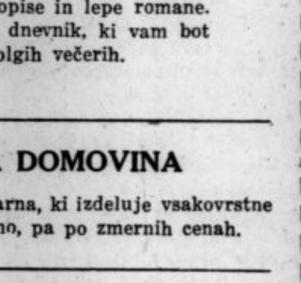 opise in lepe romane.
dnevnik, ki vam bot
olgih večerih.
DOMOVINA
arna, ki izdeluje vsakovrstne
no, pa po zmernih cenah.